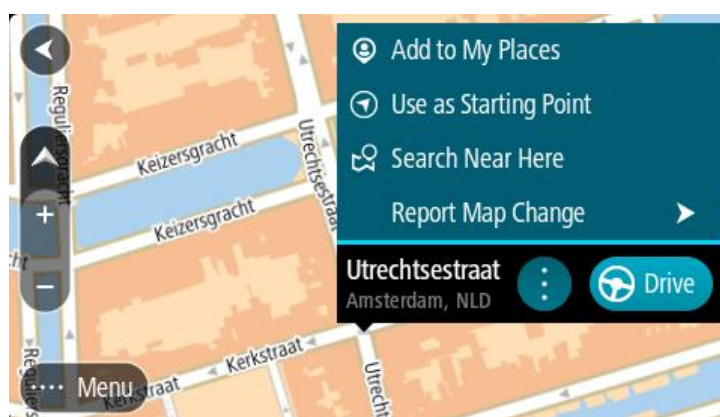 Add to My Places
Use as Starting Point
Search Near Here
Report Map Change
Utrechtsestraat
Amsterdam, NLD
Drive
Reguliersgracht
Keizersgracht
Utrechtsestraat
Keizersgracht
+
−
Kerkstraat
Menu